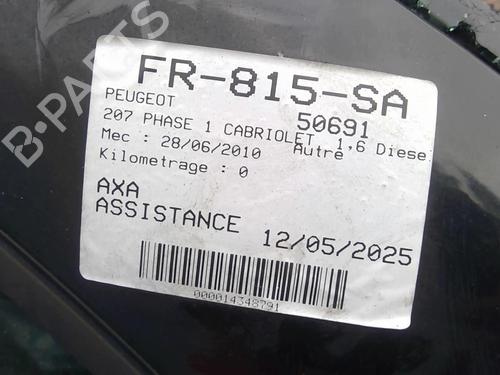 B-PARTS
FR-815-SA
PEUGEOT 50691
207 PHASE 1 CABRIOLET 1,6 Diese
Mec : 28/06/2010 Autre
Kilometrage : 0
AXA
ASSISTANCE 12/05/2025
000014348791